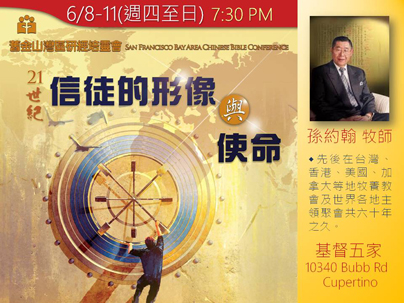 6/8-11(週四至日) 7:30 PM
舊金山灣區研經培靈會 SAN FRANCISCO BAY AREA CHINESE BIBLE CONFERENCE
21世紀
信徒的形像
與
使命
孫約翰 牧師
◆先後在台灣、
香港、美國、加
拿大等地牧養教
會及世界各地主
領聚會共六十年
之久。
基督五家
10340 Bubb Rd
Cupertino